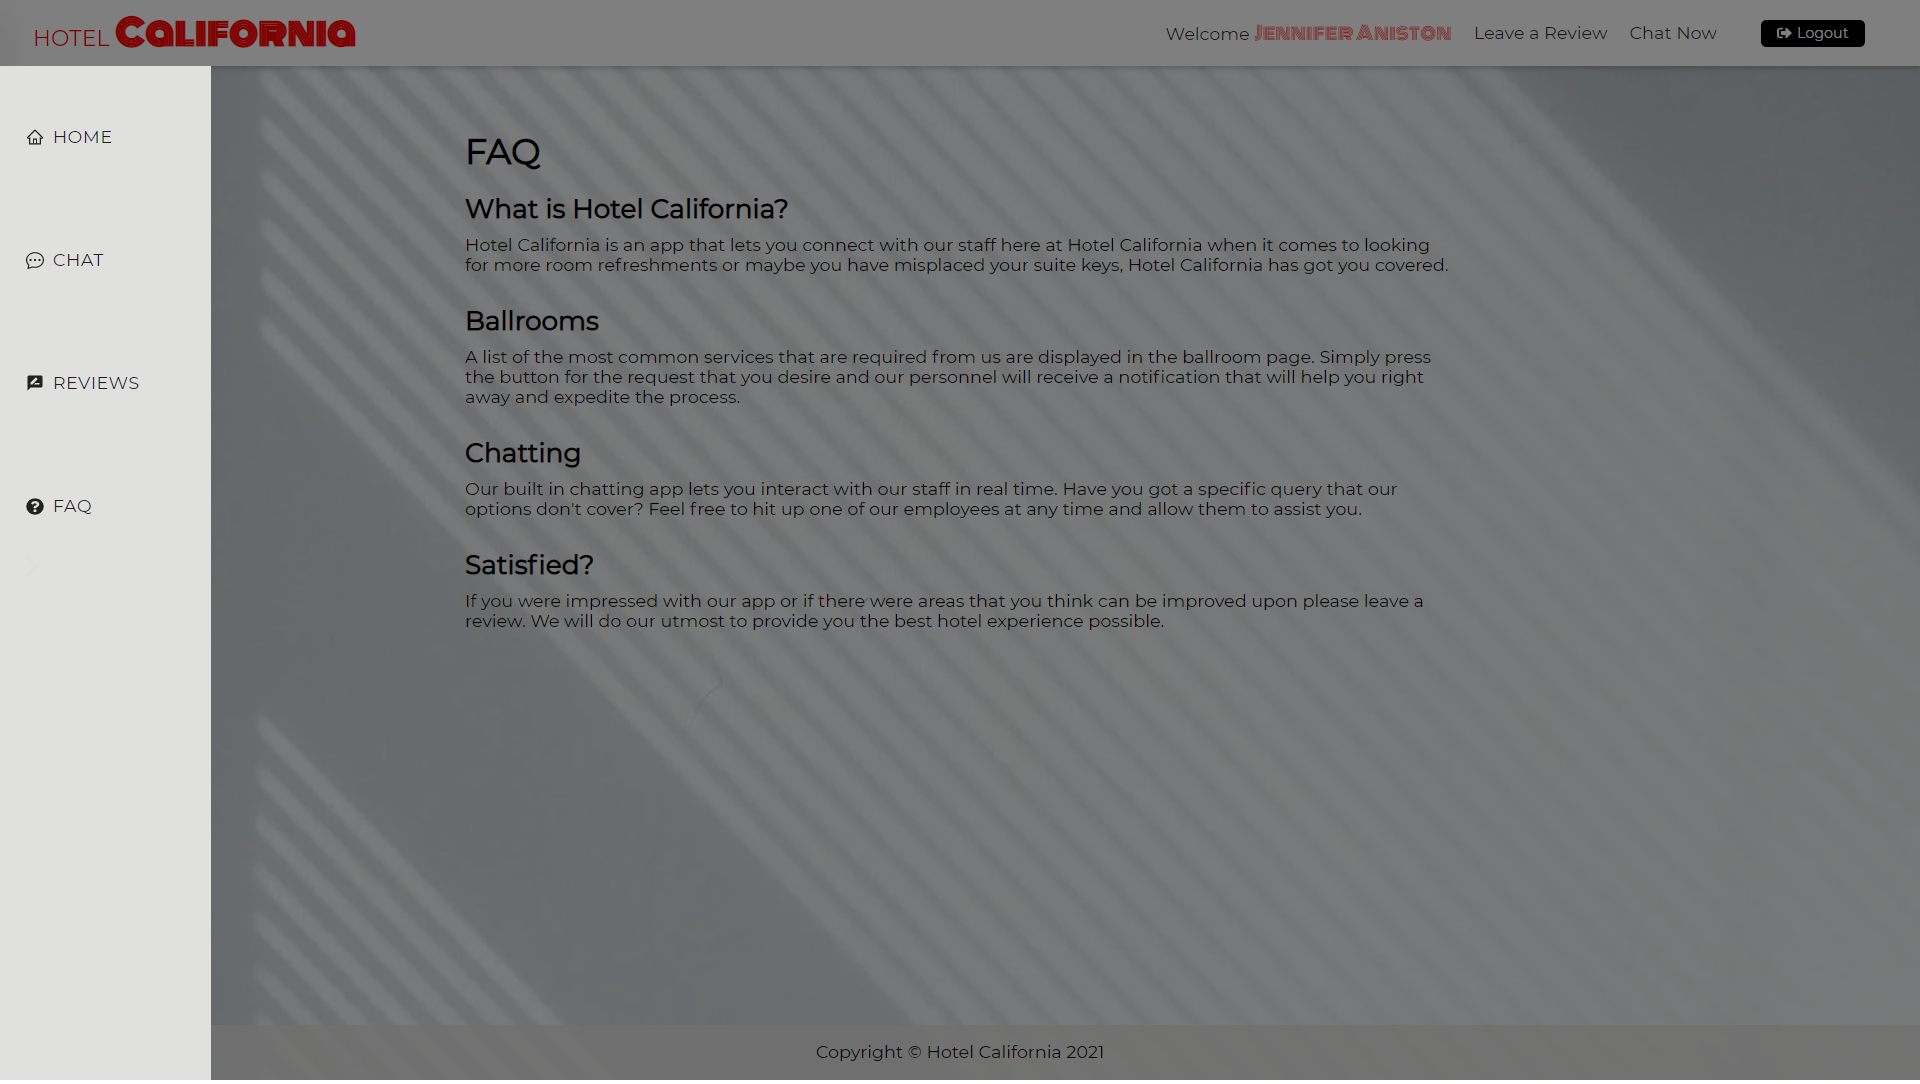 HOTEL California
Welcome Jennifer Aniston
Leave a Review
Chat Now
Logout
HOME
CHAT
REVIEWS
FAQ
FAQ
What is Hotel California?
Hotel California is an app that lets you connect with our staff here at Hotel California when it comes to looking
for more room refreshments or maybe you have misplaced your suite keys, Hotel California has got you covered.
Ballrooms
A list of the most common services that are required from us are displayed in the ballroom page. Simply press
the button for the request that you desire and our personnel will receive a notification that will help you right
away and expedite the process.
Chatting
Our built in chatting app lets you interact with our staff in real time. Have you got a specific query that our
options don't cover? Feel free to hit up one of our employees at any time and allow them to assist you.
Satisfied?
If you were impressed with our app or if there were areas that you think can be improved upon please leave a
review. We will do our utmost to provide you the best hotel experience possible.
Copyright © Hotel California 2021